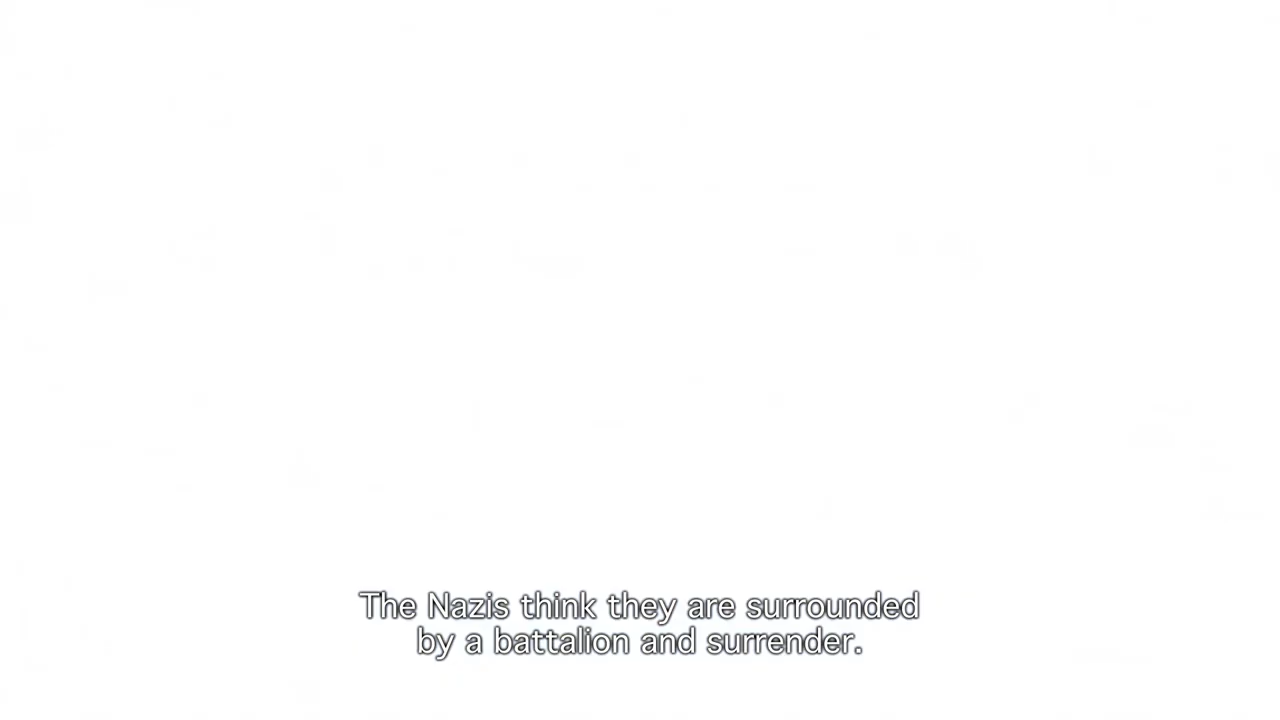 The Nazis think they are surrounded
by a battalion and surrender.